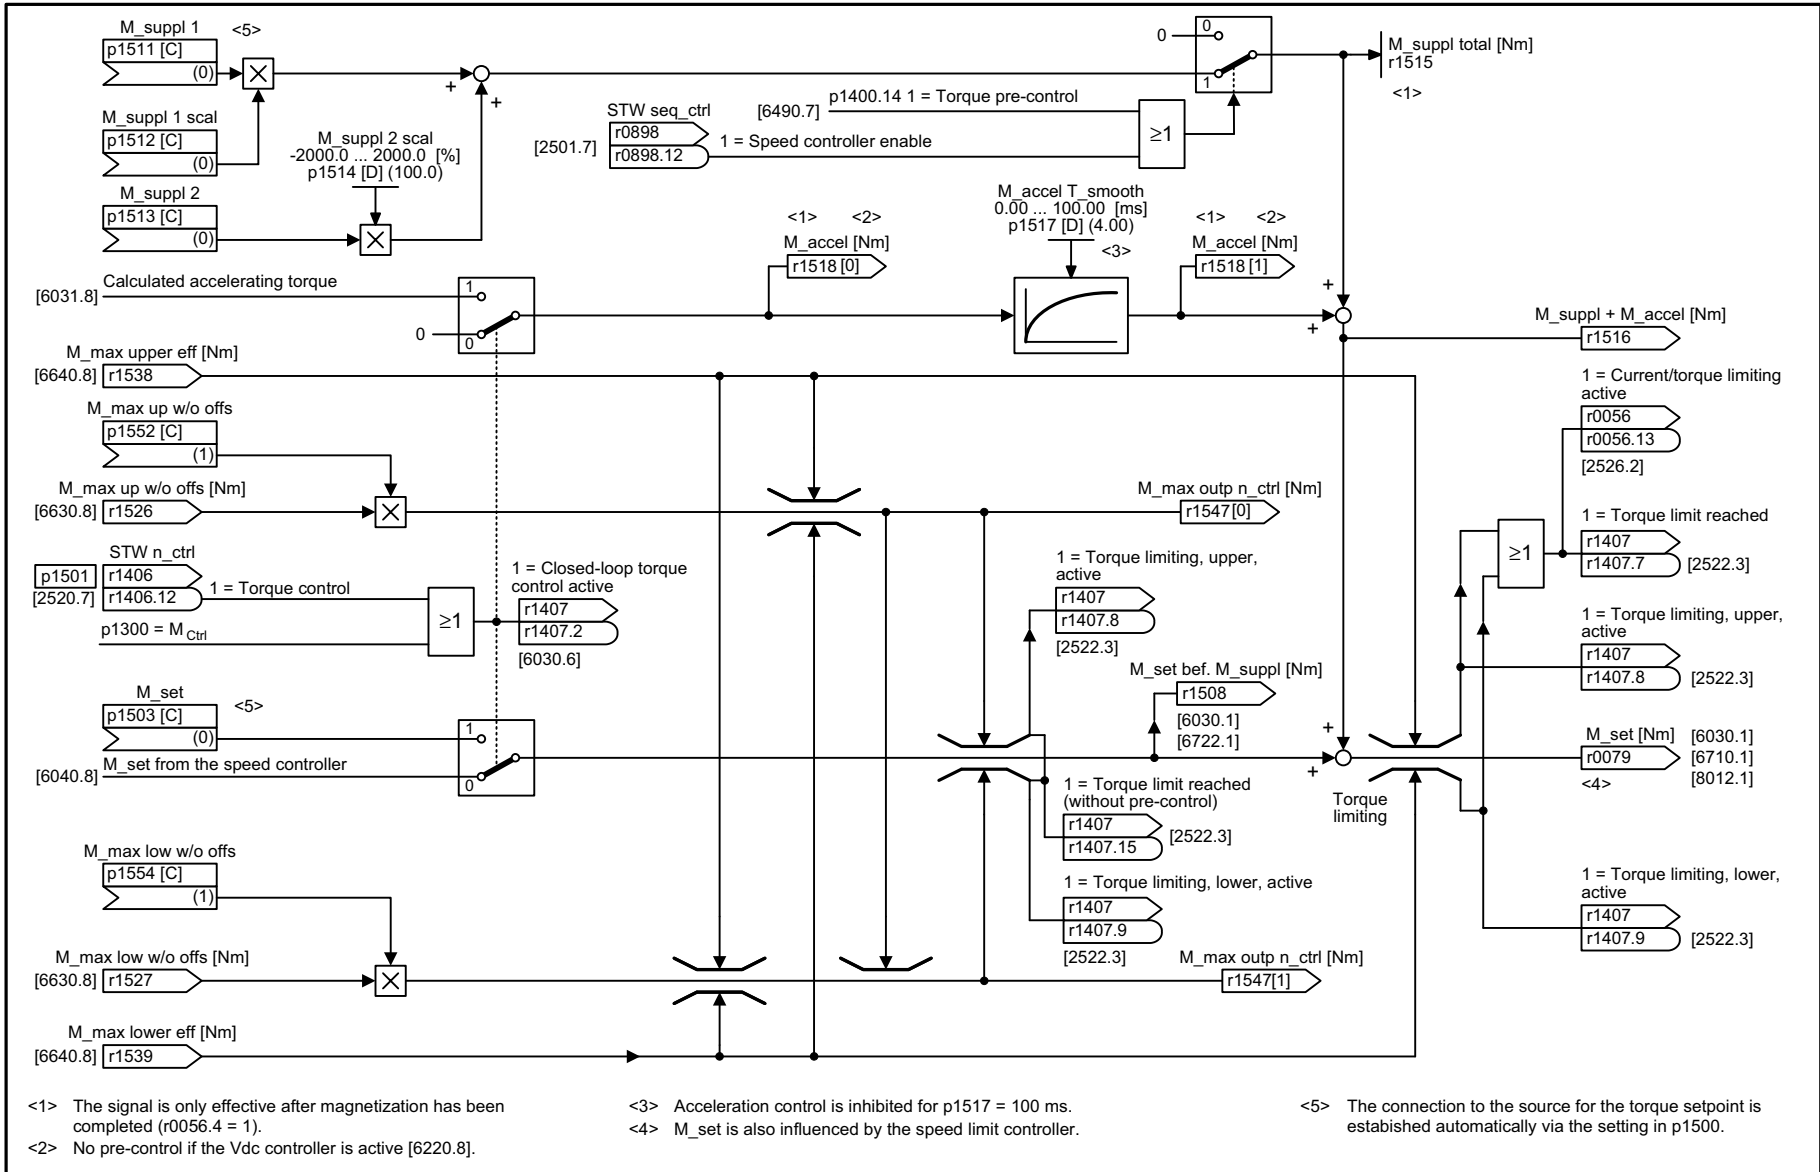 M_suppl 1 <5>
p1511 [C]
(0)
M_suppl 1 scal
p1512 [C]
(0)
M_suppl 2 scal
-2000.0 ... 2000.0 [%]
p1514 [D] (100.0)
M_suppl 2
p1513 [C]
(0)
+
+
0
0
1
M_suppl total [Nm]
r1515
<1>
[6490.7]
p1400.14 1 = Torque pre-control
STW seq_ctrl
[2501.7]
r0898
r0898.12
1 = Speed controller enable
≥1
<1> <2>
M_accel [Nm]
r1518 [0]
M_accel T_smooth
0.00 ... 100.00 [ms]
p1517 [D] (4.00)
<3>
<1> <2>
M_accel [Nm]
r1518 [1]
+
+
[6031.8]
Calculated accelerating torque
1
0
0
M_suppl + M_accel [Nm]
r1516
M_max upper eff [Nm]
[6640.8]
r1538
M_max up w/o offs
p1552 [C]
(1)
M_max up w/o offs [Nm]
[6630.8]
r1526
M_max outp n_ctrl [Nm]
r1547[0]
1 = Current/torque limiting
active
r0056
r0056.13
[2526.2]
≥1
1 = Torque limit reached
r1407
r1407.7
[2522.3]
STW n_ctrl
p1501
[2520.7]
r1406
r1406.12
1 = Torque control
p1300 = M Ctrl
≥1
1 = Closed-loop torque
control active
r1407
r1407.2
[6030.6]
1 = Torque limiting, upper,
active
r1407
r1407.8
[2522.3]
1 = Torque limiting, upper,
active
r1407
r1407.8
[2522.3]
M_set
<5>
p1503 [C]
(0)
[6040.8]
M_set from the speed controller
1
0
M_set bef. M_suppl [Nm]
r1508
[6030.1]
[6722.1]
+
+
Torque
limiting
M_set [Nm]
r0079
<4>
[6030.1]
[6710.1]
[8012.1]
1 = Torque limit reached
(without pre-control)
r1407
r1407.15
[2522.3]
1 = Torque limiting, lower, active
r1407
r1407.9
[2522.3]
1 = Torque limiting, lower,
active
r1407
r1407.9
[2522.3]
M_max low w/o offs
p1554 [C]
(1)
M_max low w/o offs [Nm]
[6630.8]
r1527
M_max outp n_ctrl [Nm]
r1547[1]
M_max lower eff [Nm]
[6640.8]
r1539
<1> The signal is only effective after magnetization has been
completed (r0056.4 = 1).
<2> No pre-control if the Vdc controller is active [6220.8].
<3> Acceleration control is inhibited for p1517 = 100 ms.
<4> M_set is also influenced by the speed limit controller.
<5> The connection to the source for the torque setpoint is
estabished automatically via the setting in p1500.